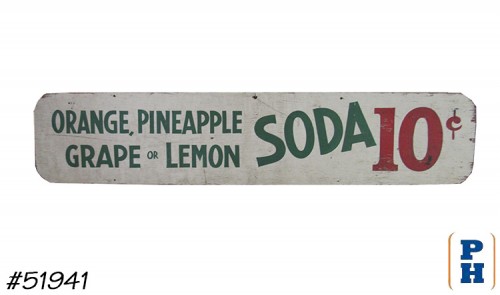 ORANGE, PINEAPPLE
GRAPE OR LEMON
SODA 10¢
#51941
PH